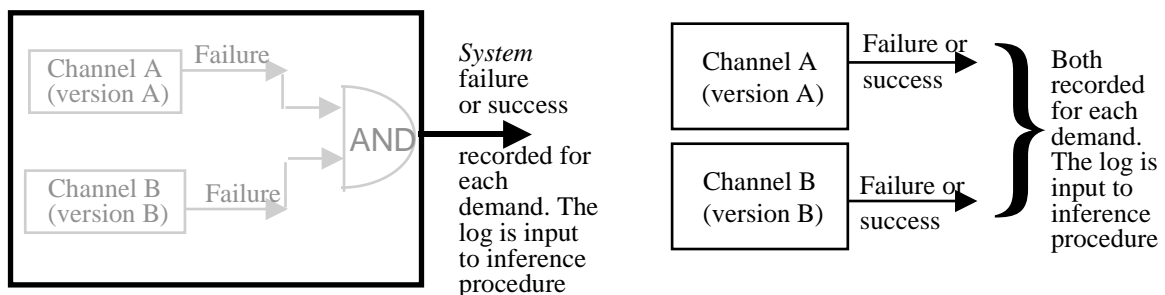 Channel A
(version A)
Failure
Channel B
(version B)
Failure
AND
System
failure
or success
recorded for
each
demand. The
log is input
to inference
procedure
Channel A
(version A)
Failure or
success
Channel B
(version B)
Failure or
success
Both
recorded
for each
demand.
The log is
input to
inference
procedure